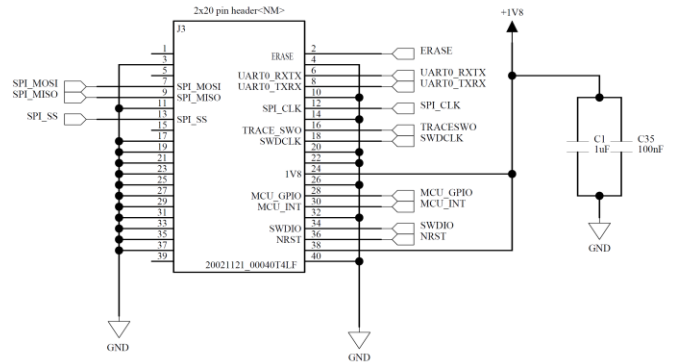 2x20 pin header<NM>
+1V8
J3
1
2
ERASE
ERASE
3
4
5
6
UART0_RXTX
UART0_RXTX
SPI_MOSI
7
SPI_MOSI
8
UART0_TXRX
UART0_TXRX
SPI_MISO
9
SPI_MISO
10
11
12
SPI_CLK
SPI_CLK
SPI_SS
13
SPI_SS
14
15
16
TRACE_SWO
TRACESWO
17
18
SWDCLK
SWDCLK
C1
1uF
C35
100nF
19
20
21
22
23
24
1V8
25
26
27
28
MCU_GPIO
MCU_GPIO
29
30
MCU_INT
MCU_INT
31
32
33
34
SWDIO
SWDIO
35
36
NRST
NRST
37
38
39
40
20021121_00040T4LF
GND
GND
GND